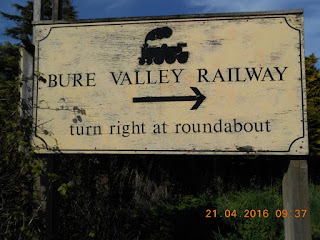 BURE VALLEY RAILWAY
turn right at roundabout
21.04.2016 09:37